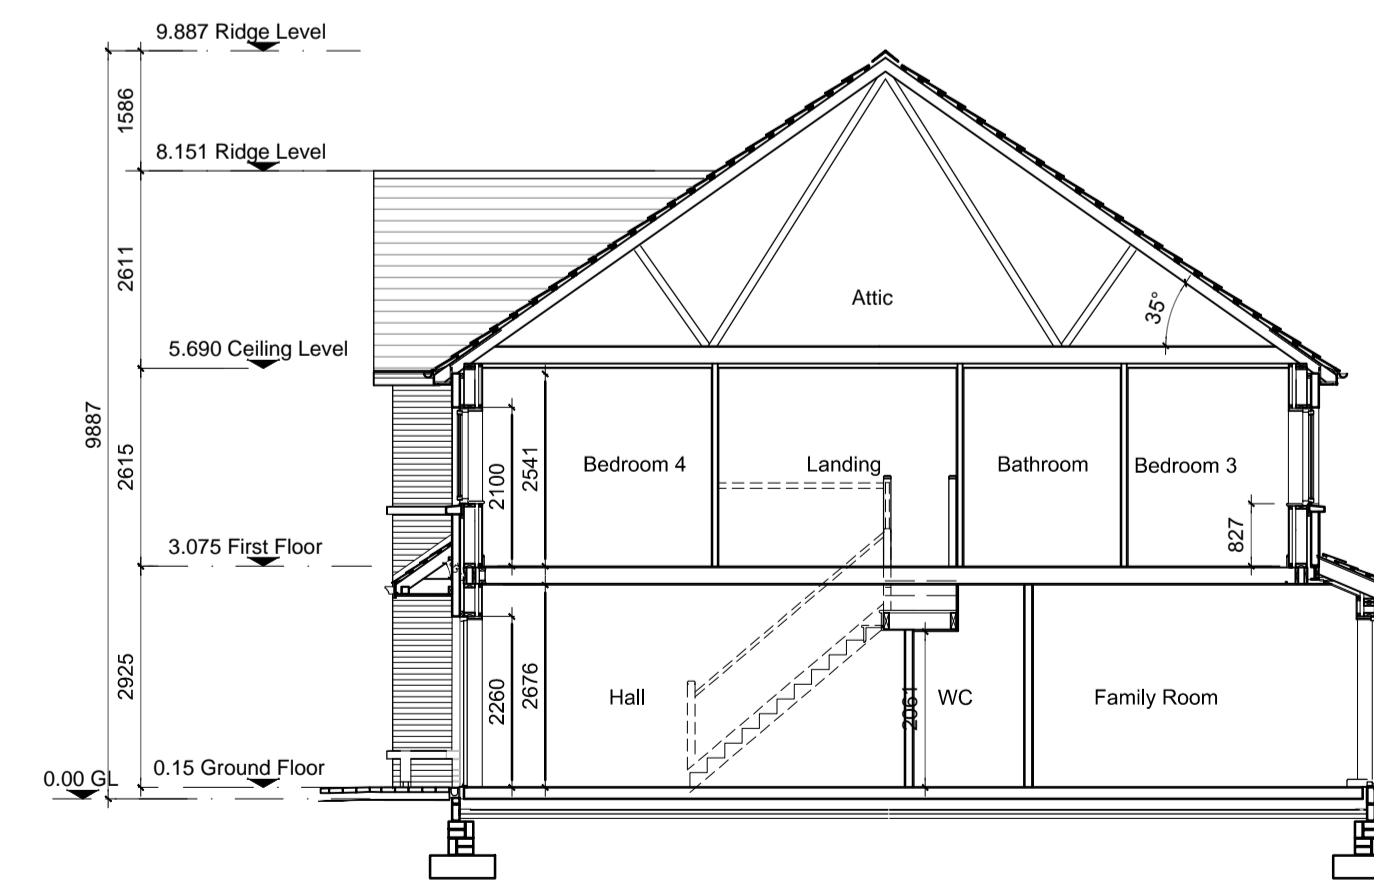 9.887 Ridge Level
1586
8.151 Ridge Level
2611
Attic
35°
5.690 Ceiling Level
9887
2615
2100
2541
Bedroom 4
Landing
Bathroom
Bedroom 3
827
3.075 First Floor
2925
2260
2676
Hall
2061
WC
Family Room
0.15 Ground Floor
0.00 GL